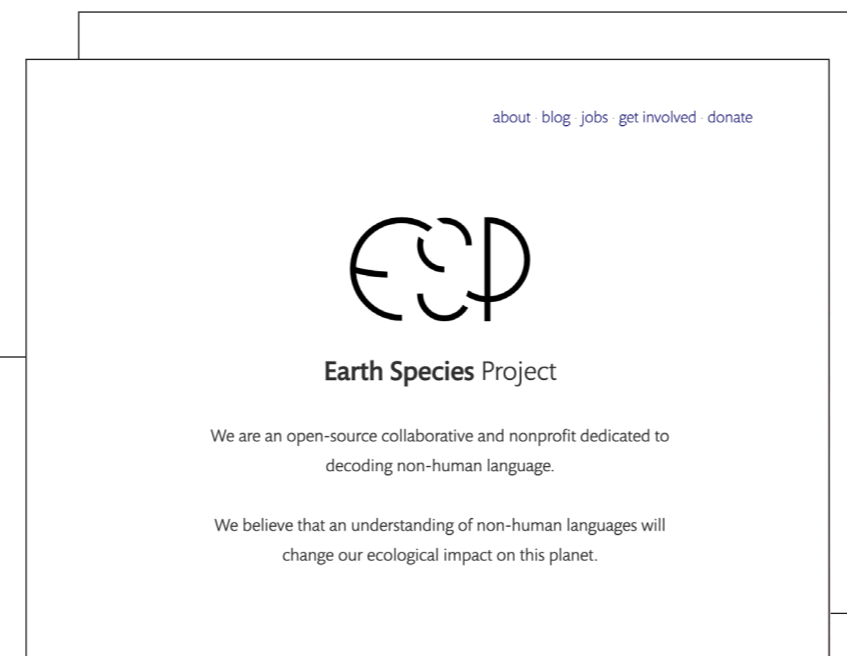 about · blog · jobs · get involved · donate
ESP
Earth Species Project
We are an open-source collaborative and nonprofit dedicated to
decoding non-human language.
We believe that an understanding of non-human languages will
change our ecological impact on this planet.